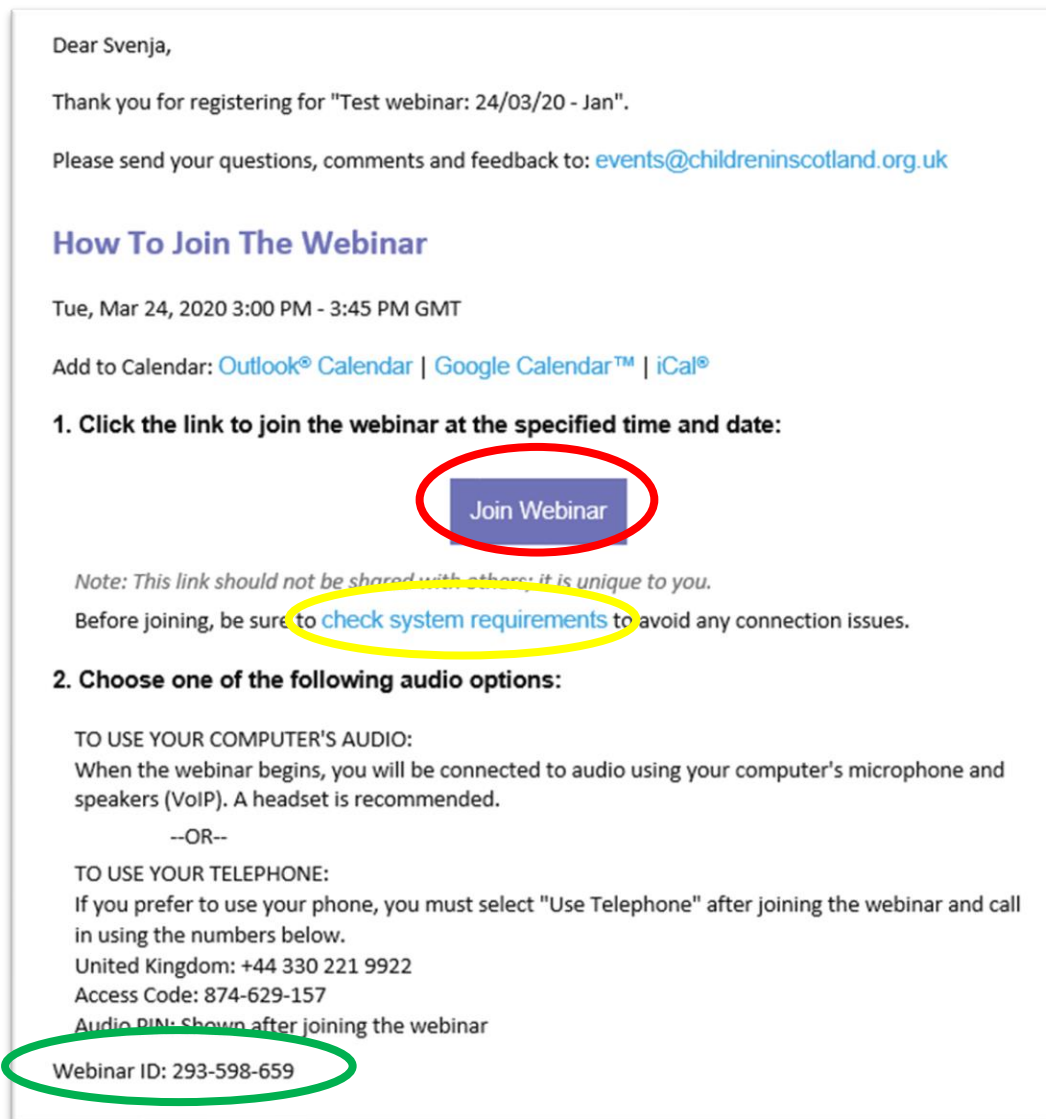 Dear Svenja,
Thank you for registering for "Test webinar: 24/03/20 - Jan".
Please send your questions, comments and feedback to: events@childreninscotland.org.uk
How To Join The Webinar
Tue, Mar 24, 2020 3:00 PM - 3:45 PM GMT
Add to Calendar: Outlook® Calendar | Google Calendar™ | iCal®
1. Click the link to join the webinar at the specified time and date:
Join Webinar
Note: This link should not be shared with others; it is unique to you.
Before joining, be sure to check system requirements to avoid any connection issues.
2. Choose one of the following audio options:
TO USE YOUR COMPUTER'S AUDIO:
When the webinar begins, you will be connected to audio using your computer's microphone and
speakers (VoIP). A headset is recommended.
--OR--
TO USE YOUR TELEPHONE:
If you prefer to use your phone, you must select "Use Telephone" after joining the webinar and call
in using the numbers below.
United Kingdom: +44 330 221 9922
Access Code: 874-629-157
Audio PIN: Shown after joining the webinar
Webinar ID: 293-598-659